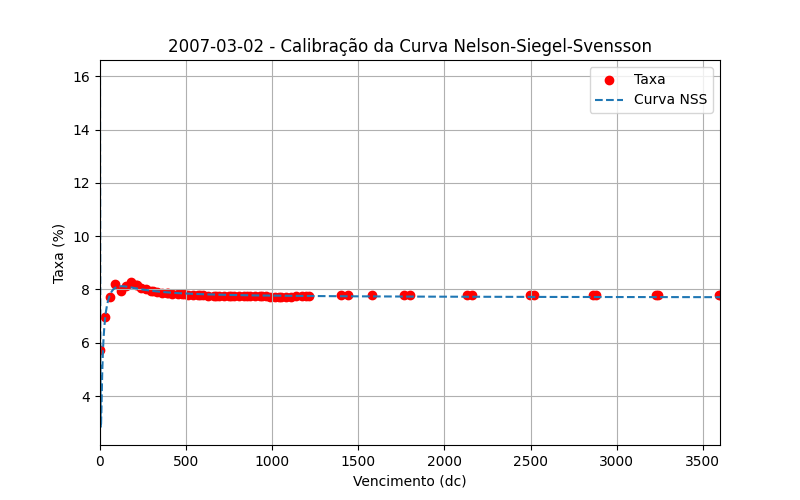 2007-03-02 - Calibração da Curva Nelson-Siegel-Svensson
Taxa
Curva NSS
Taxa (%)
16
14
12
10
8
6
4
0 500 1000 1500 2000 2500 3000 3500
Vencimento (dc)